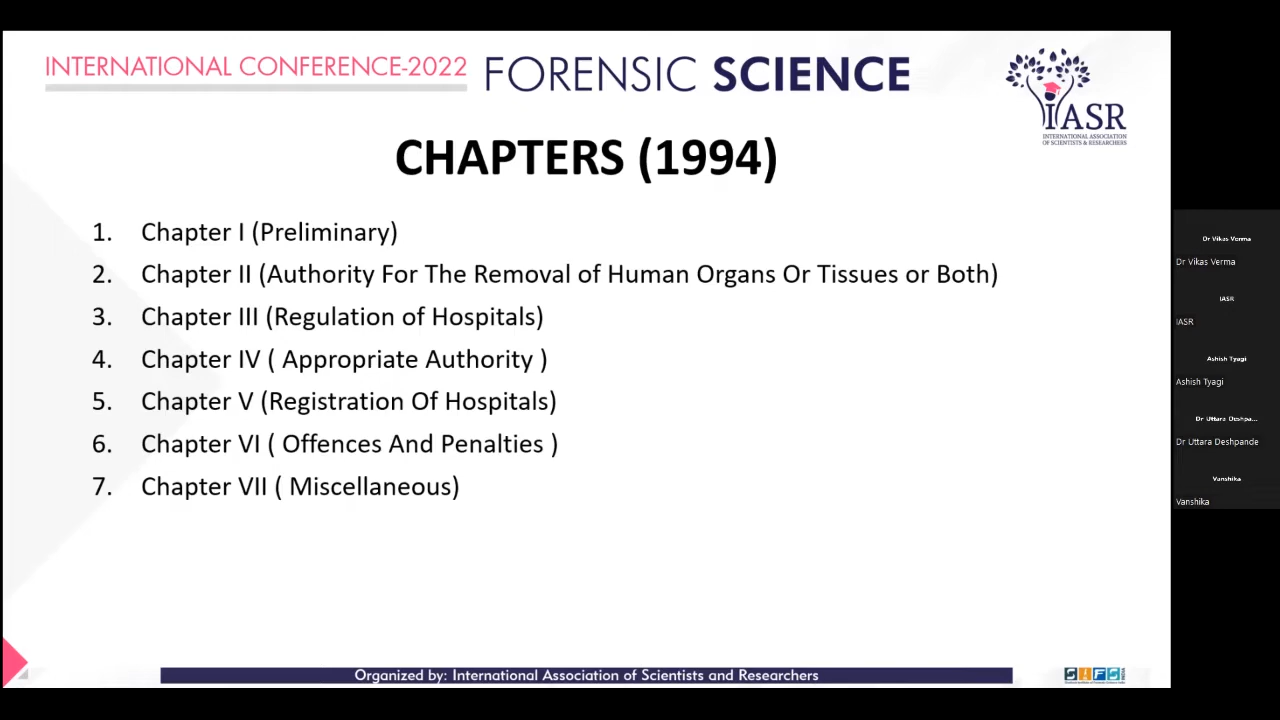 INTERNATIONAL CONFERENCE-2022 FORENSIC SCIENCE
IASR
INTERNATIONAL ASSOCIATION
OF SCIENTISTS & RESEARCHERS
CHAPTERS (1994)
1. Chapter I (Preliminary)
2. Chapter II (Authority For The Removal of Human Organs Or Tissues or Both)
3. Chapter III (Regulation of Hospitals)
4. Chapter IV ( Appropriate Authority )
5. Chapter V (Registration Of Hospitals)
6. Chapter VI ( Offences And Penalties )
7. Chapter VII ( Miscellaneous)
Organized by: International Association of Scientists and Researchers
SIFS
Dr Vikas Verma
Dr Vikas Verma
IASR
IASR
Ashish Tyagi
Ashish Tyagi
Dr Uttara Deshpa...
Dr Uttara Deshpande
Vanshika
Vanshika